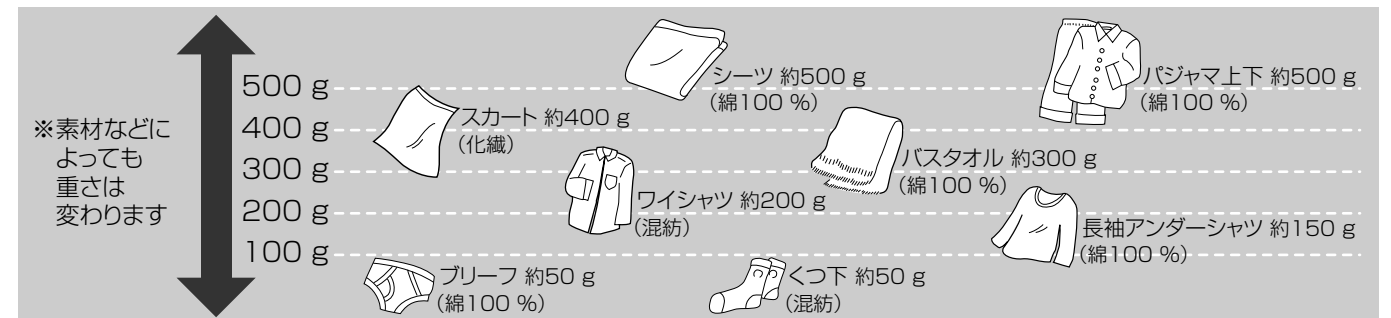 ※素材などに
よっても
重さは
変わります
500 g
400 g
300 g
200 g
100 g
シーツ 約500 g
(綿100 %)
パジャマ上下 約500 g
(綿100 %)
スカート 約400 g
(化繊)
バスタオル 約300 g
(綿100 %)
ワイシャツ 約200 g
(混紡)
長袖アンダーシャツ 約150 g
(綿100 %)
ブリーフ 約50 g
(綿100 %)
くつ下 約50 g
(混紡)